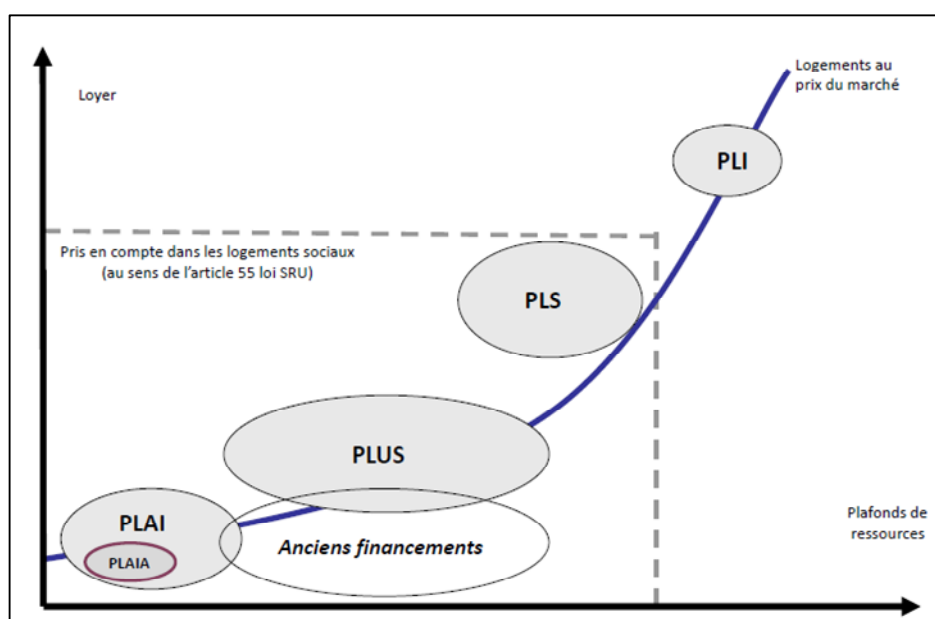 Loyer
Logements au
prix du marché
PLI
Pris en compte dans les logements sociaux
(au sens de l'article 55 loi SRU)
PLS
PLUS
PLAI
PLAIA
Anciens financements
Plafonds de
ressources